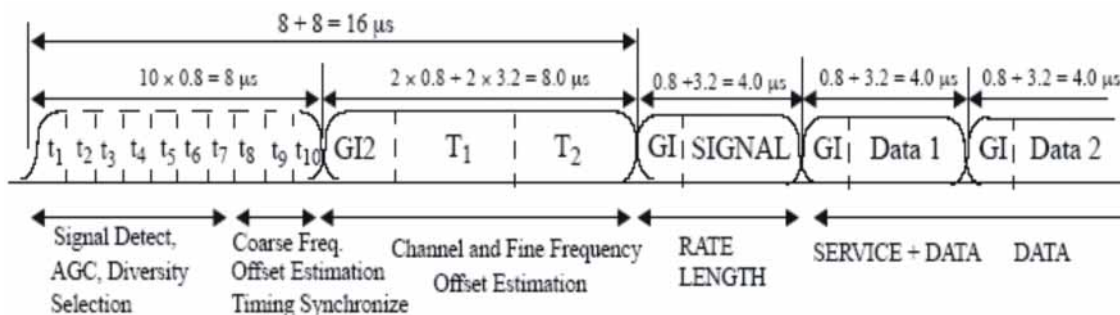 8 + 8 = 16 μs
10 × 0.8 = 8 μs
2 × 0.8 + 2 × 3.2 = 8.0 μs
0.8 +3.2 = 4.0 μs
0.8 + 3.2 = 4.0 μs
0.8 + 3.2 = 4.0 μs
t1 t2 t3 t4 t5 t6 t7 t8 t9 t10 GI2 T1 T2 GI SIGNAL GI Data 1 GI Data 2
Signal Detect,
AGC, Diversity
Selection
Coarse Freq.
Offset Estimation
Timing Synchronize
Channel and Fine Frequency
Offset Estimation
RATE
LENGTH
SERVICE + DATA
DATA